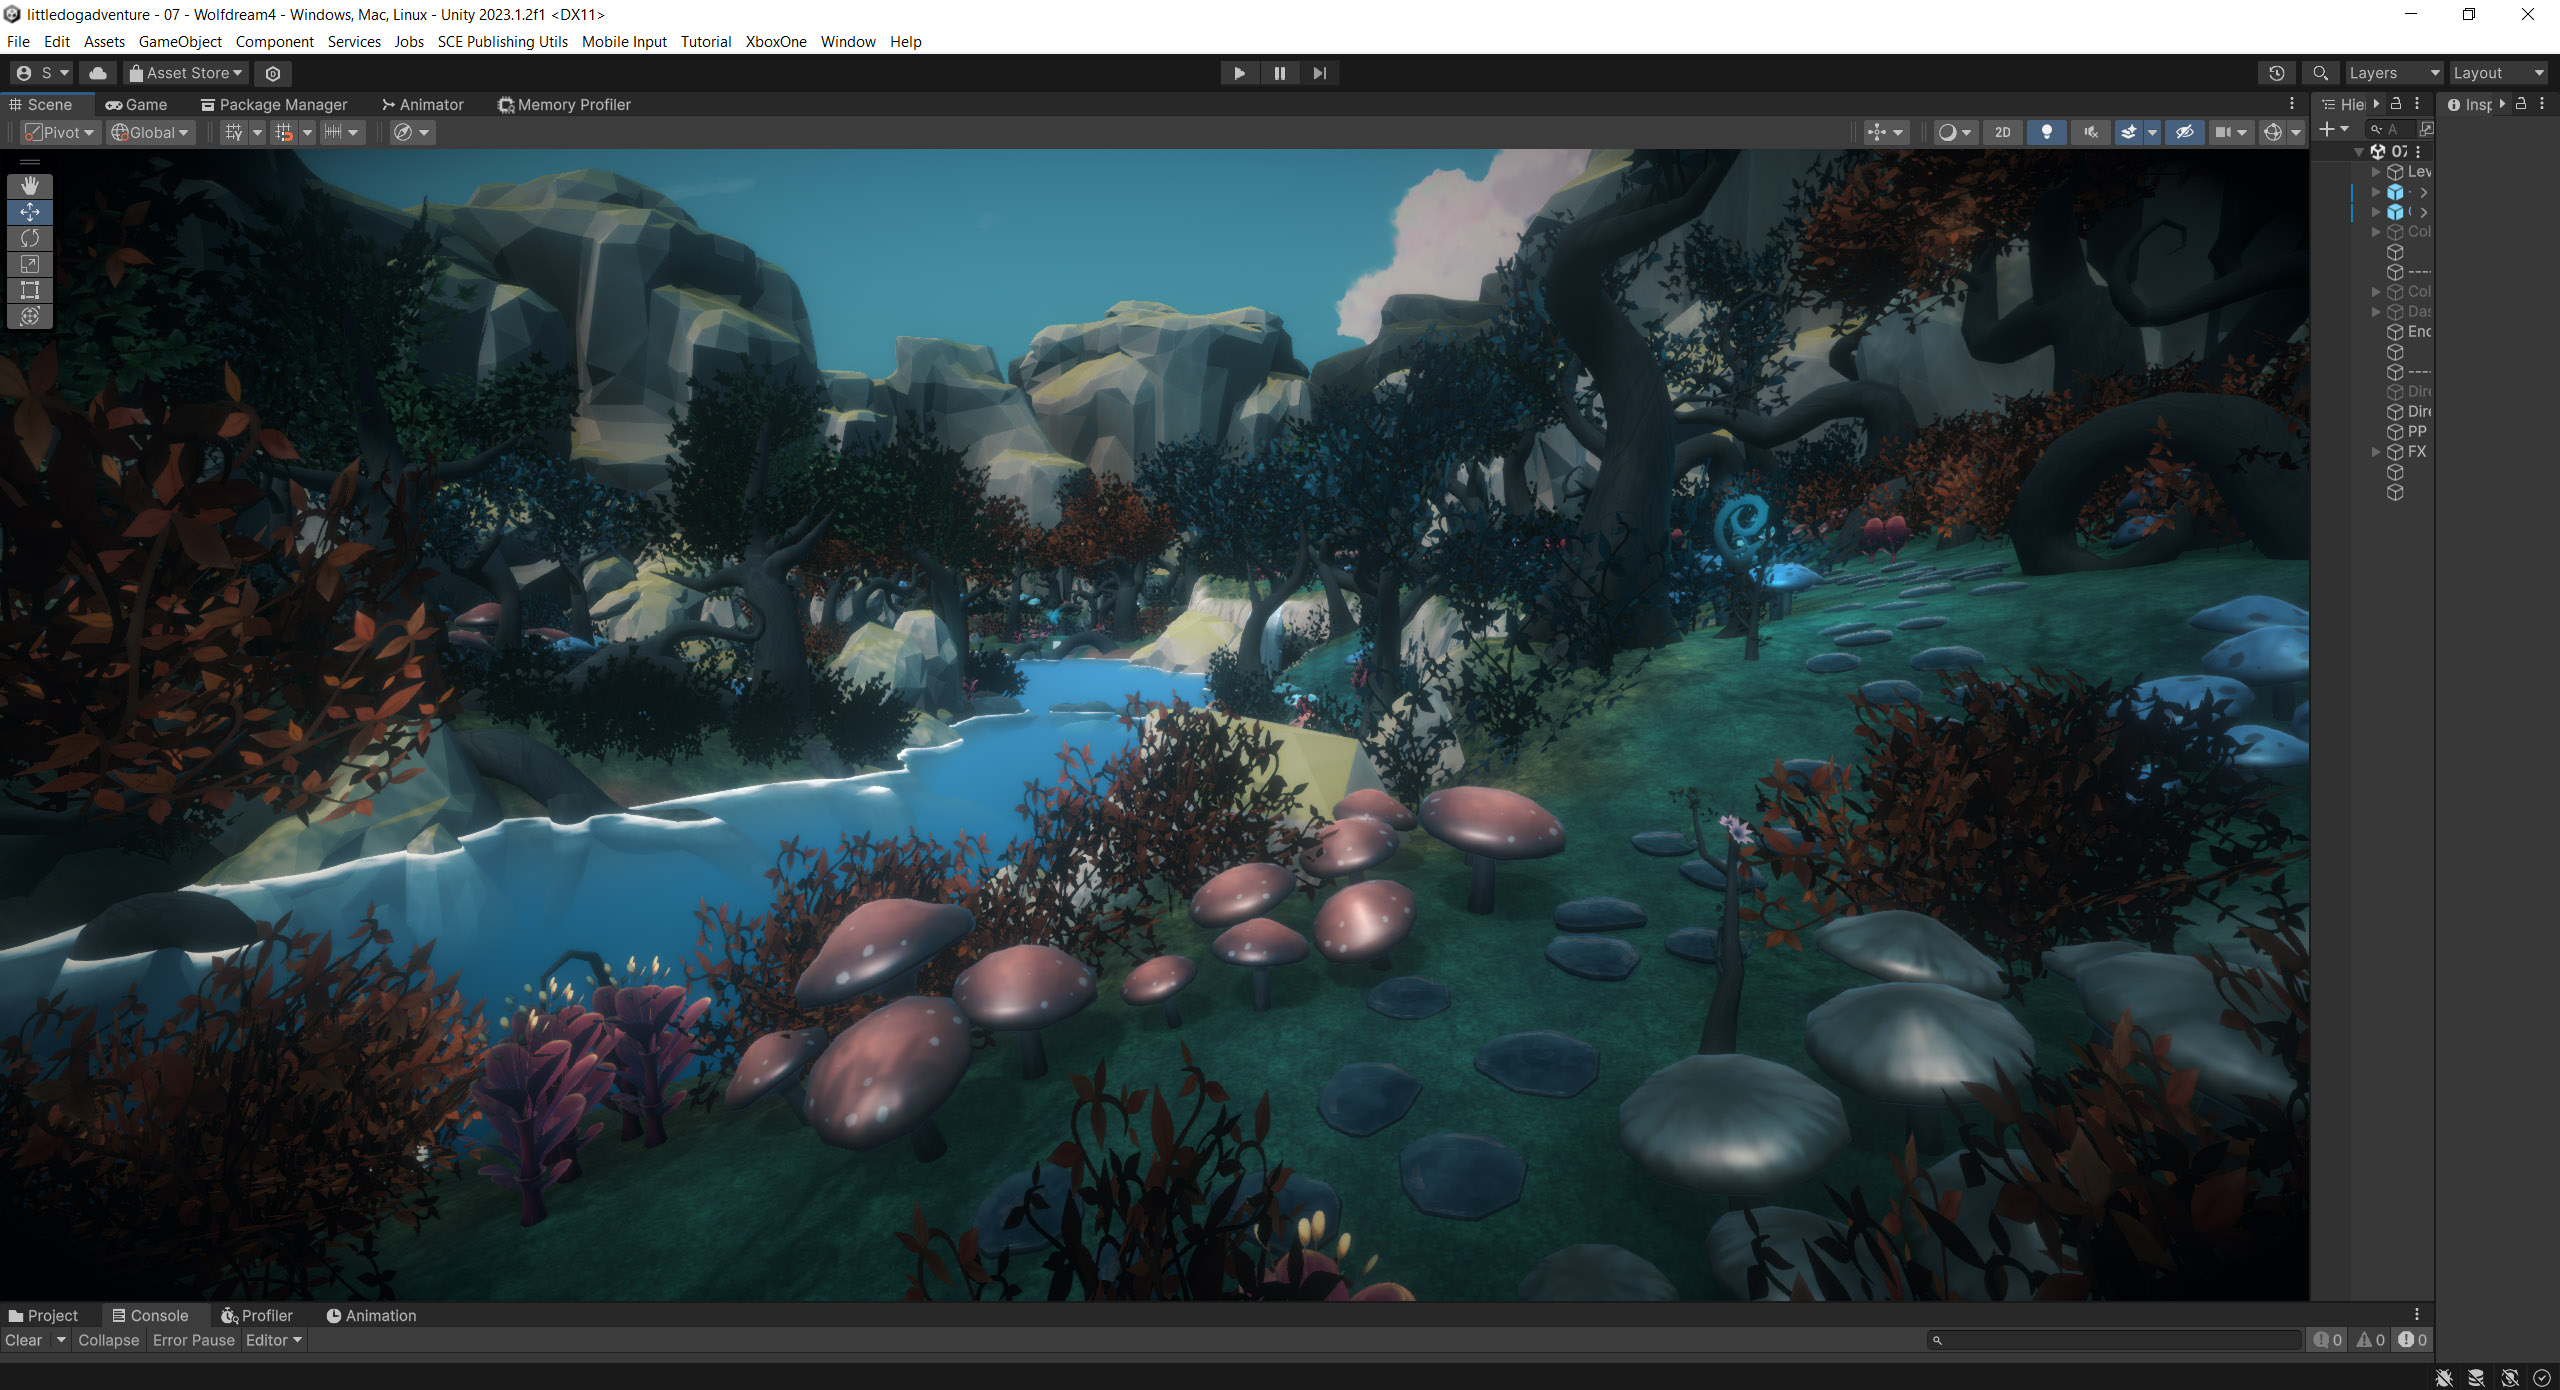 littledogadventure - 07 - Wolfdream4 - Windows, Mac, Linux - Unity 2023.1.2f1 <DX11>
File Edit Assets GameObject Component Services Jobs SCE Publishing Utils Mobile Input Tutorial XboxOne Window Help
S Asset Store Layers Layout
Scene Game Package Manager Animator Memory Profiler Hie Insp
Pivot Global 2D
07
Lev
Col
----
Col
Das
Enc
----
Dire
Dire
PP
FX
Project Console Profiler Animation
Clear Collapse Error Pause Editor 0 0 0